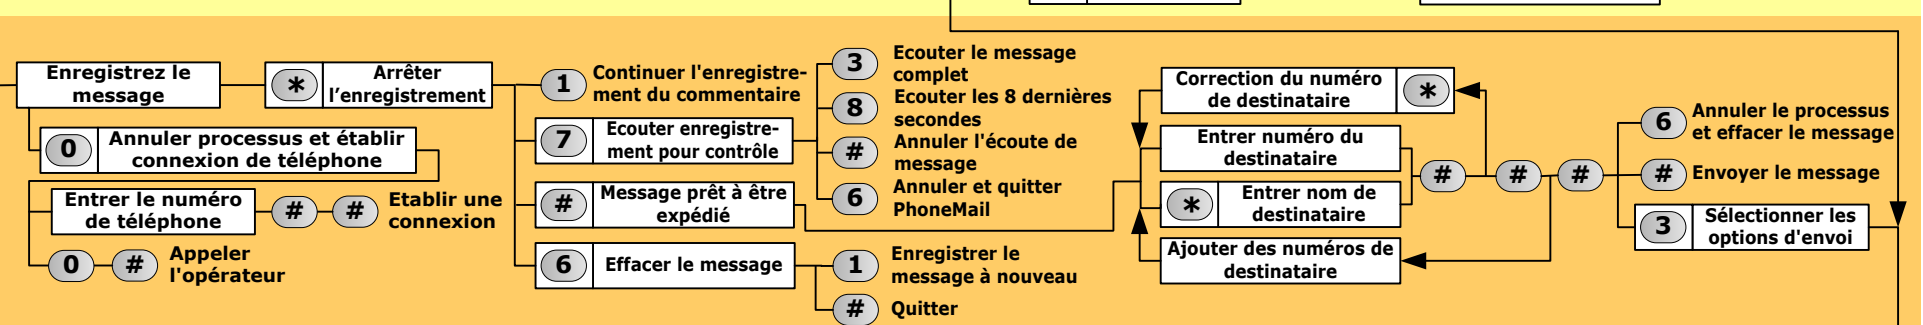 Enregistrez le
message
*
Arrêter
l’enregistrement
0
Annuler processus et établir
connexion de téléphone
Entrer le numéro
de téléphone
#
#
Etablir une
connexion
0
#
Appeler
l'opérateur
1
Continuer l'enregistre-
ment du commentaire
7
Ecouter enregistre-
ment pour contrôle
#
Message prêt à être
expédié
6
Effacer le message
3
Ecouter le message
complet
8
Ecouter les 8 dernières
secondes
#
Annuler l'écoute de
message
6
Annuler et quitter
PhoneMail
1
Enregistrer le
message à nouveau
#
Quitter
Correction du numéro
de destinataire
*
Entrer numéro du
destinataire
*
Entrer nom de
destinataire
Ajouter des numéros de
destinataire
#
#
#
6
Annuler le processus
et effacer le message
#
Envoyer le message
3
Sélectionner les
options d'envoi